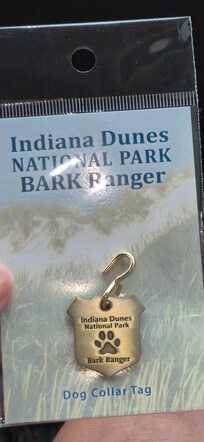 Indiana Dunes
NATIONAL PARK
BARK Ranger
Indiana Dunes
National Park
Bark Ranger
Dog Collar Tag